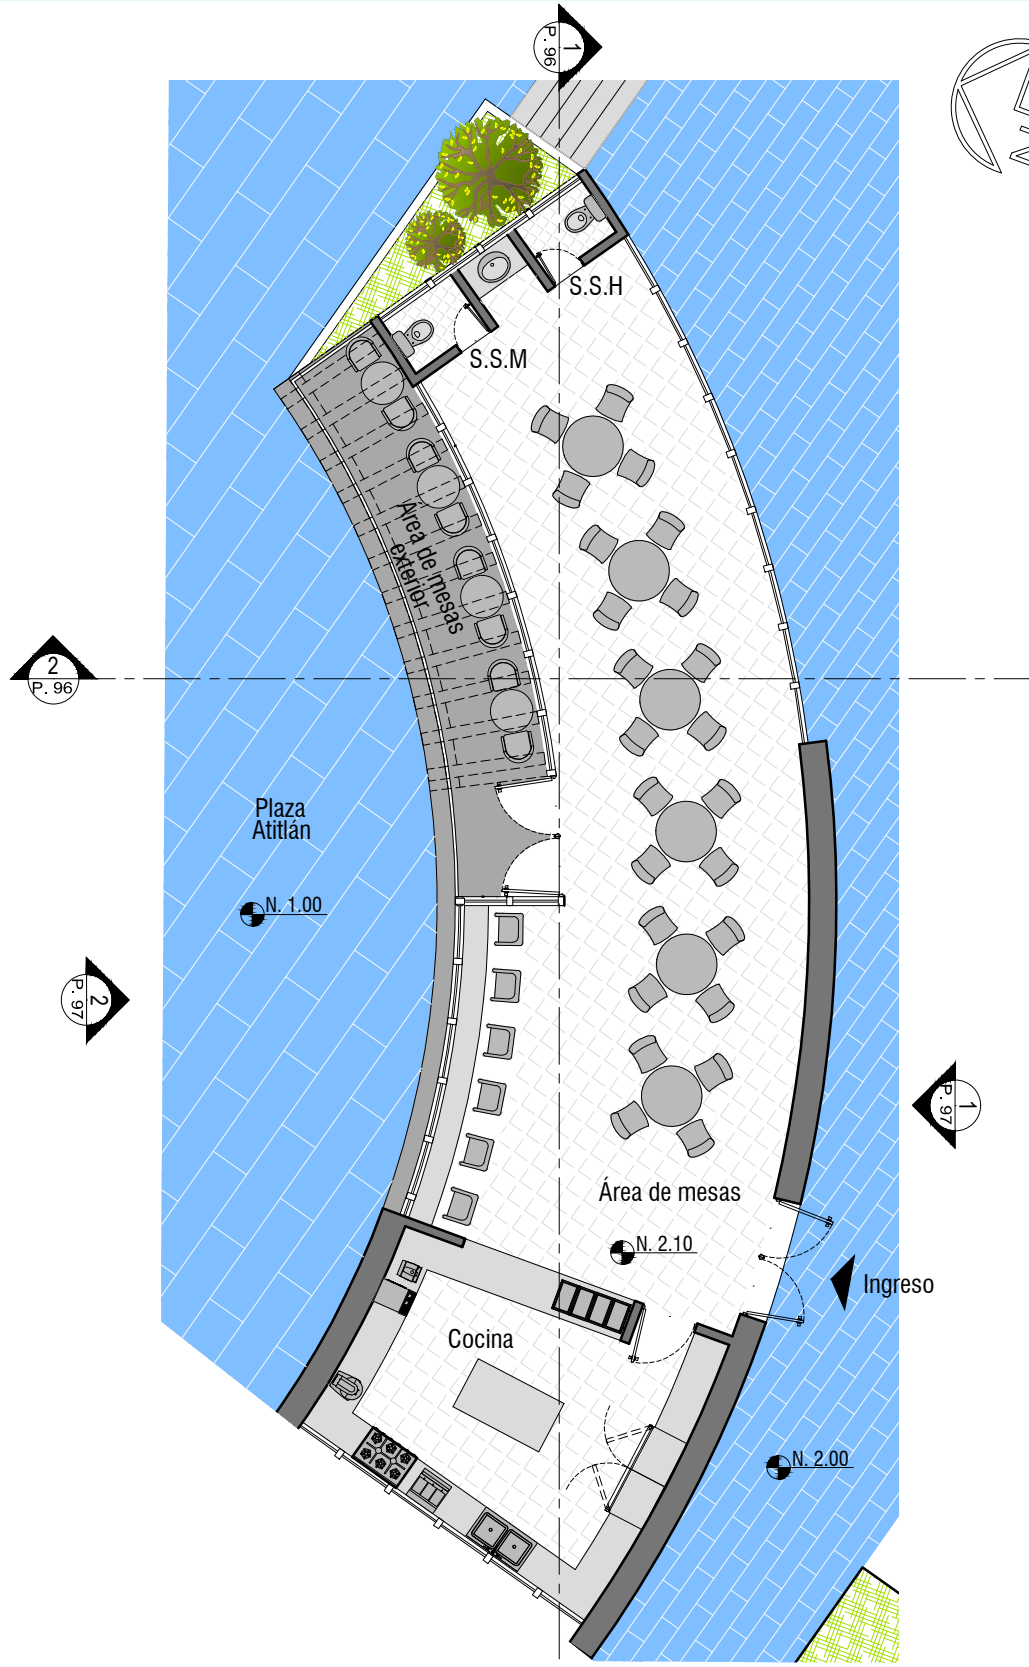 1
P. 96
S.S.H
S.S.M
Área de mesas
exterior
2
P. 96
Plaza
Atitlán
N. 1.00
2
P. 97
1
P. 97
Área de mesas
N. 2.10
Ingreso
Cocina
N. 2.00